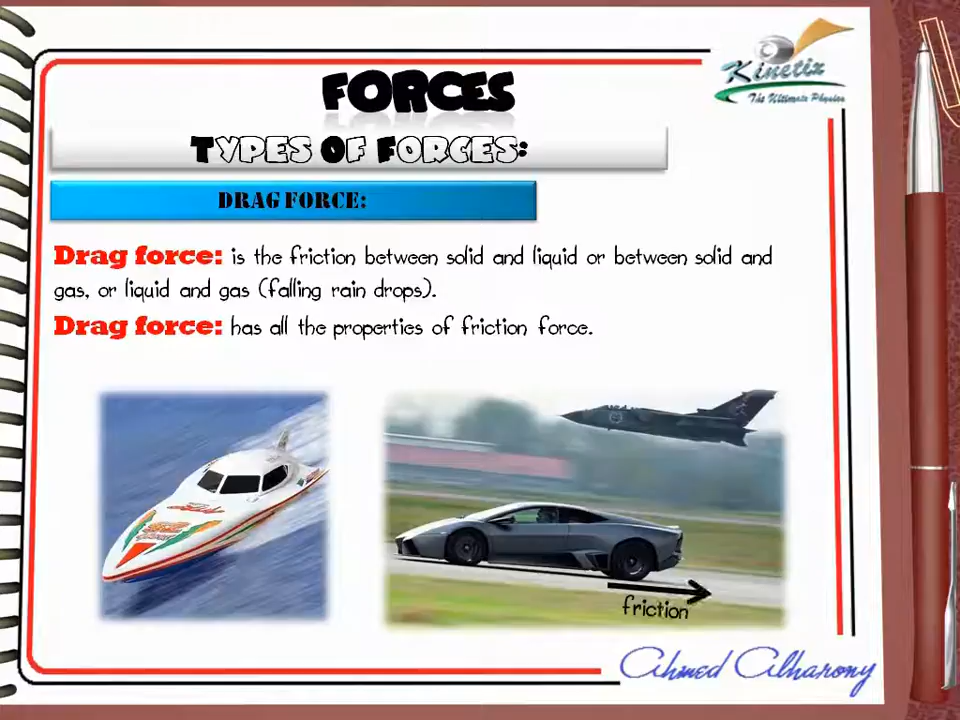 Kinetix
The Ultimate Physics
FORCES
TYPES OF FORCES:
DRAG FORCE:
Drag force: is the friction between solid and liquid or between solid and
gas, or liquid and gas (falling rain drops).
Drag force: has all the properties of friction force.
friction
Ahmed Alharony